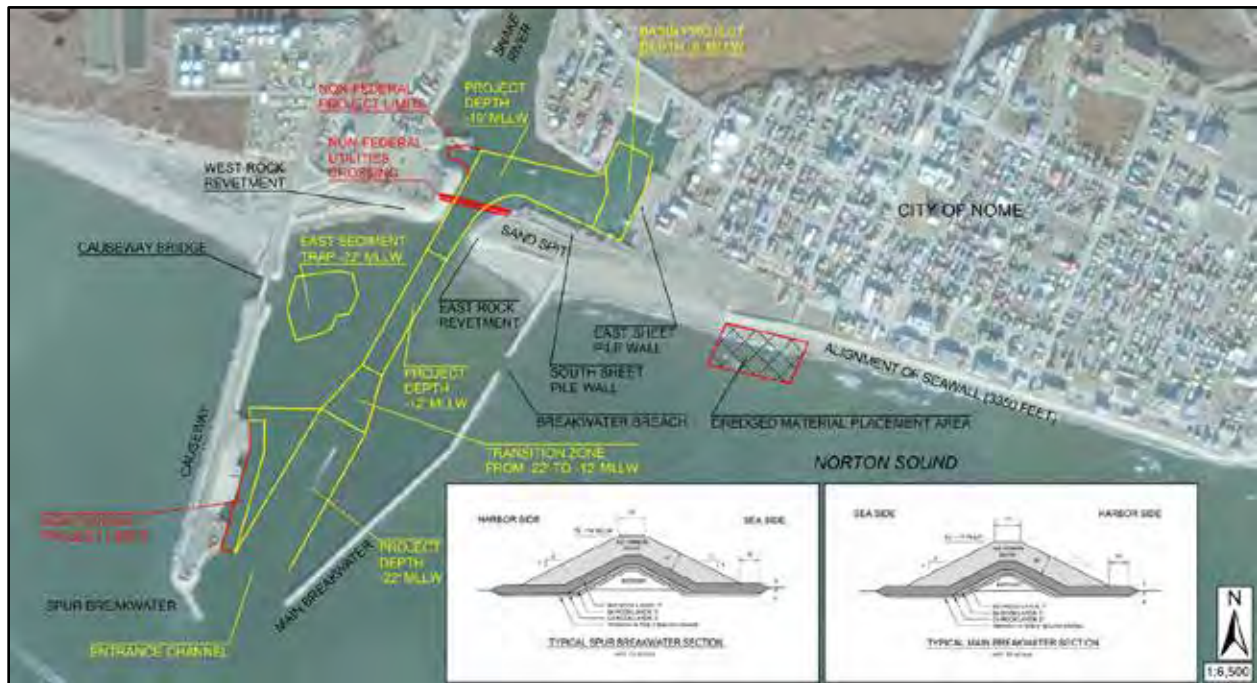 SNAKE
RIVER
BASIN PROJECT
NON-FEDERAL
PROJECT LIMITS
PROJECT
DEPTH
-10' MLLW
NON-FEDERAL
UTILITIES
CROSSING
WEST ROCK
REVETMENT
CITY OF NOME
CAUSEWAY BRIDGE
EAST SEDIMENT
TRAP -22' MLLW
SAND SPIT
EAST ROCK
REVETMENT
EAST SHEET
PILE WALL
SOUTH SHEET
PILE WALL
ALIGNMENT OF SEAWALL (3350 FEET)
PROJECT
DEPTH
-12' MLLW
BREAKWATER BREACH
DREDGED MATERIAL PLACEMENT AREA
CAUSEWAY
TRANSITION ZONE
FROM -22' TO -12' MLLW
NORTON SOUND
PROJECT LIMITS
PROJECT
DEPTH
-22' MLLW
MAIN BREAKWATER
SPUR BREAKWATER
ENTRANCE CHANNEL
HARBOR SIDE
SEA SIDE
TYPICAL SPUR BREAKWATER SECTION
SEA SIDE
HARBOR SIDE
TYPICAL MAIN BREAKWATER SECTION
N
1:6,500